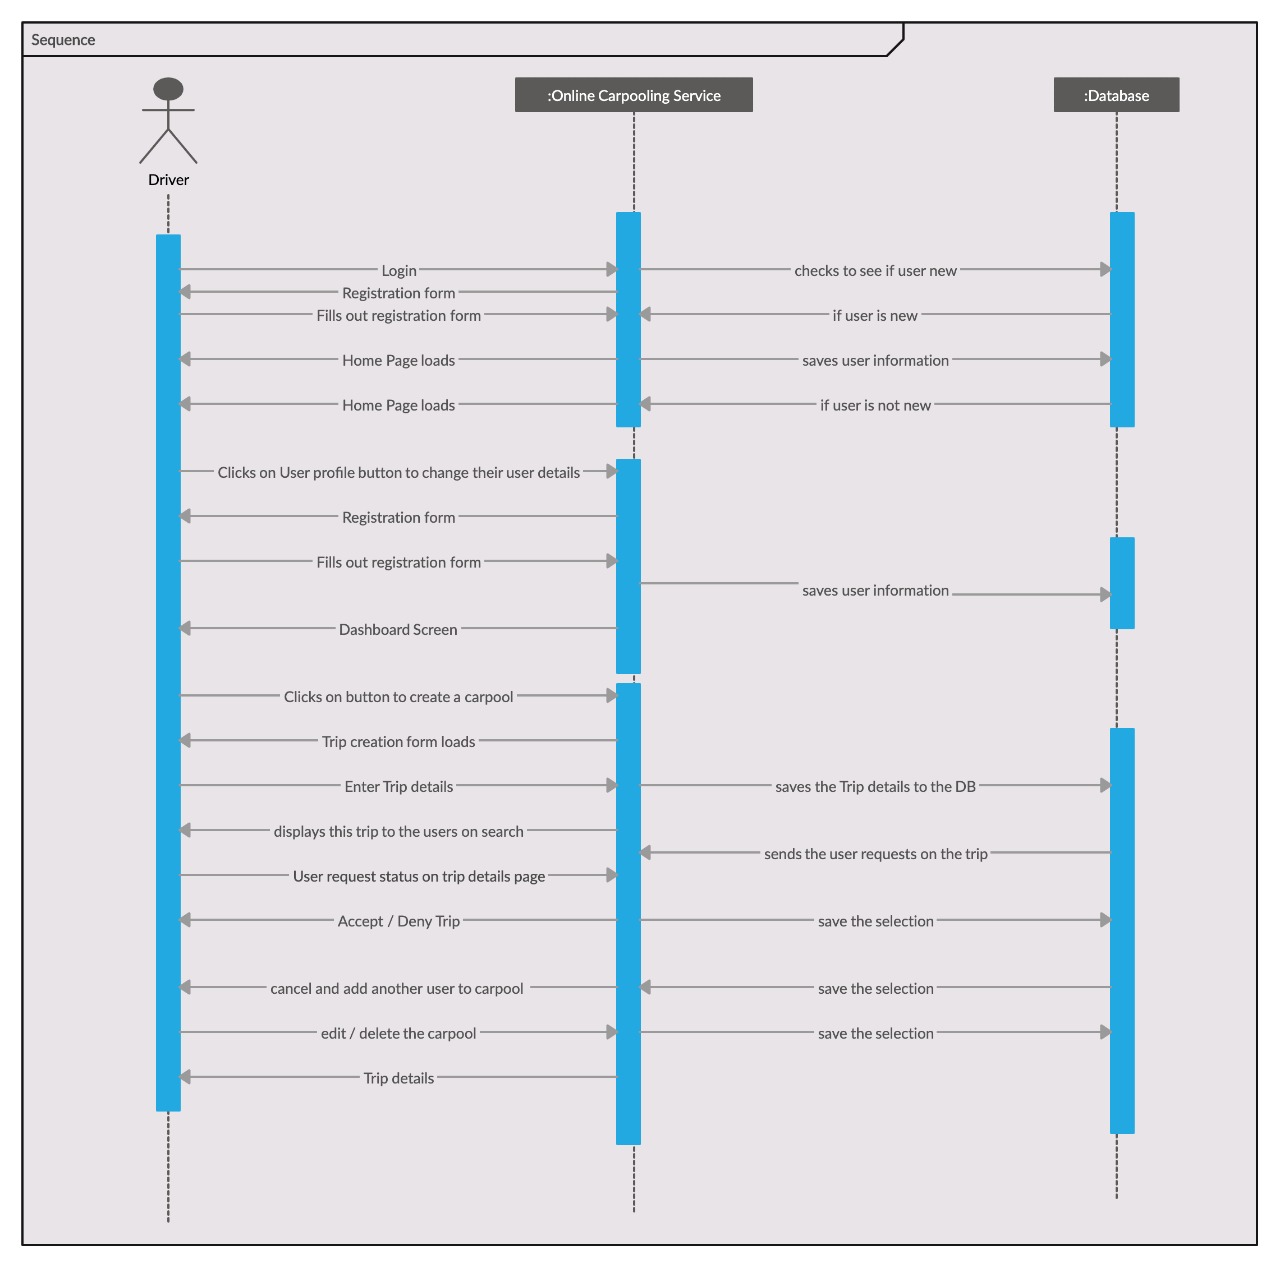 Sequence
:Online Carpooling Service
:Database
Driver
Login
checks to see if user new
Registration form
Fills out registration form
if user is new
Home Page loads
saves user information
Home Page loads
if user is not new
Clicks on User profile button to change their user details
Registration form
Fills out registration form
saves user information
Dashboard Screen
Clicks on button to create a carpool
Trip creation form loads
Enter Trip details
saves the Trip details to the DB
displays this trip to the users on search
sends the user requests on the trip
User request status on trip details page
Accept / Deny Trip
save the selection
cancel and add another user to carpool
save the selection
edit / delete the carpool
save the selection
Trip details